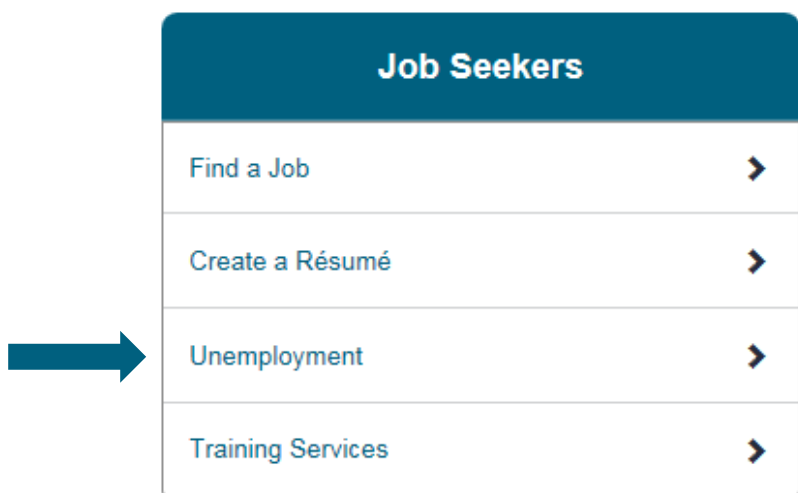 Job Seekers
Find a Job
Create a Résumé
Unemployment
Training Services